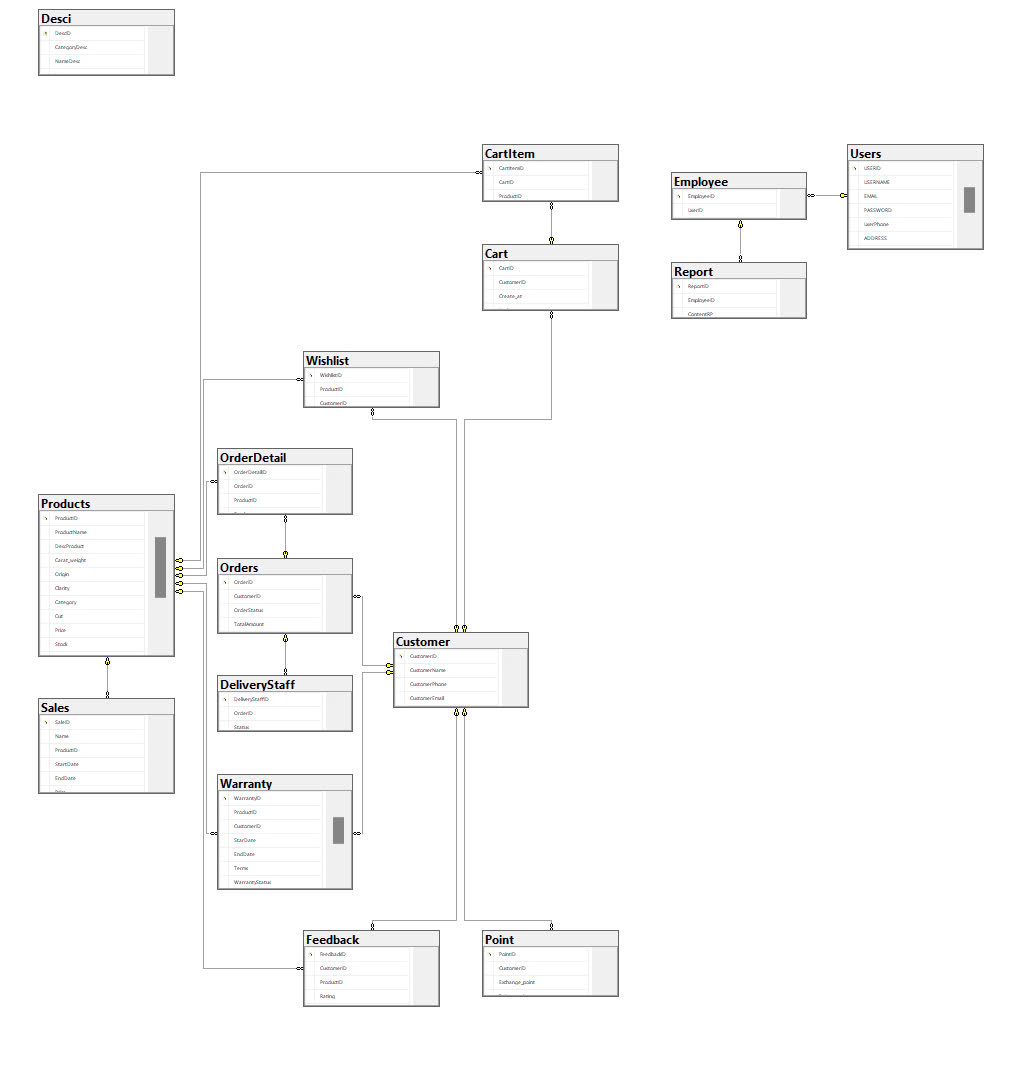 Desci
DesciD
CategoryDesc
NameDesc
CartItem
CartItemID
CartID
ProductID
Users
USERID
USERNAME
EMAIL
PASSWORD
userPhone
ADDRESS
Employee
EmployeeID
userID
Cart
CartID
CustomerID
Create_at
Report
ReportID
EmployeeID
ContentRP
Wishlist
WishlistID
ProductID
CustomerID
OrderDetail
OrderDetailID
OrderID
ProductID
Products
ProductID
ProductName
DescProduct
Carat_weight
Origin
Clarity
Category
Cut
Price
Stock
Orders
OrderID
CustomerID
OrderStatus
TotalAmount
Customer
CustomerID
CustomerName
CustomerPhone
CustomerEmail
DeliveryStaff
DeliveryStaffID
OrderID
Status
Sales
SaleID
Name
ProductID
StartDate
EndDate
Warranty
WarrantyID
ProductID
CustomerID
StarDate
EndDate
Terms
WarrantyStatus
Feedback
FeedbackID
CustomerID
ProductID
Rating
Point
PointID
CustomerID
Exhange_point